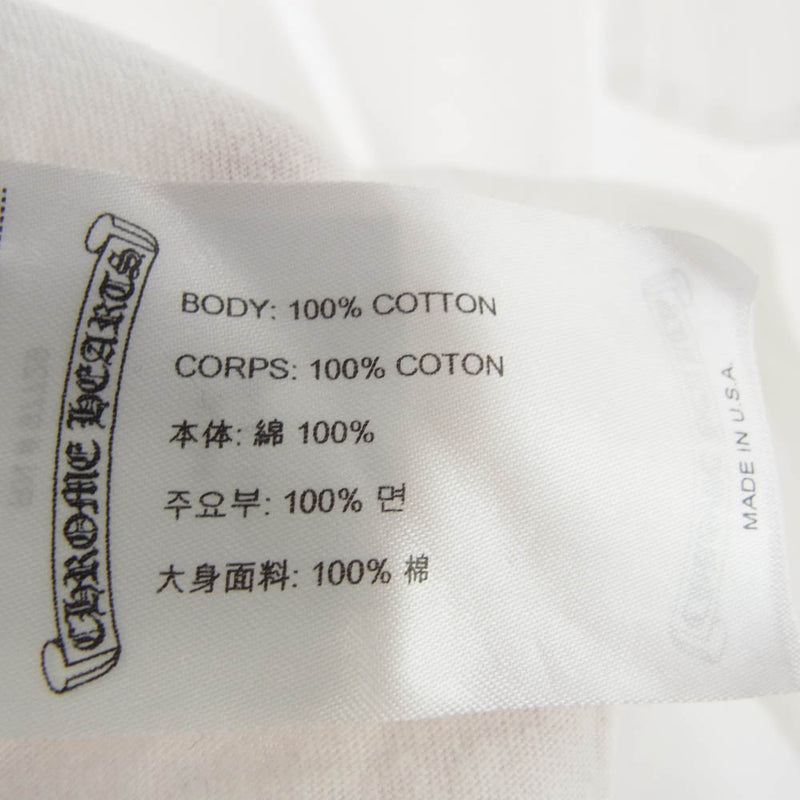 CHROME HEARTS
BODY: 100% COTTON
CORPS: 100% COTON
本体: 綿 100%
주요부: 100% 면
大身面料: 100% 棉
MADE IN U.S.A.